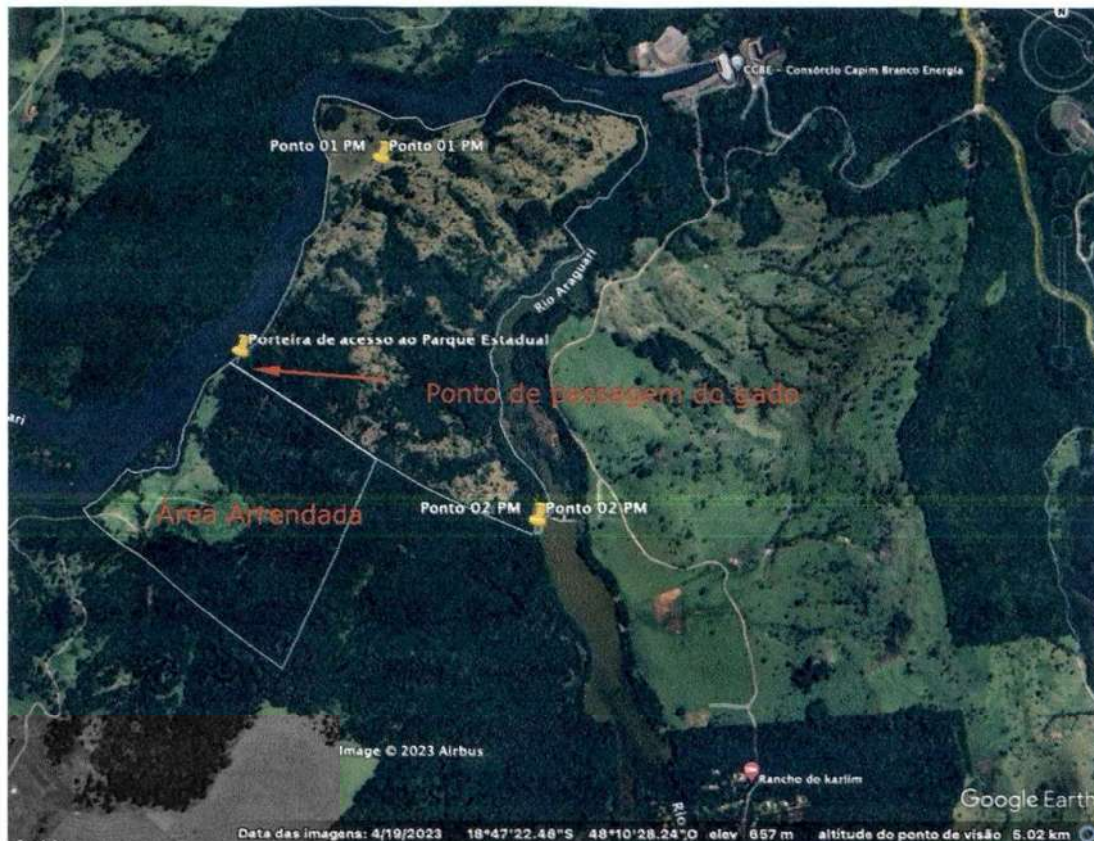 N
CCBE - Consórcio Capim Branco Energia
Ponto 01 PM Ponto 01 PM
Rio Araguari
Porteira de acesso ao Parque Estadual
Ponto de passagem do gado
ari
Ponto 02 PM Ponto 02 PM
Área Arrendada
Image © 2023 Airbus
Rancho do karlim
Rio
Google Earth
Data das imagens: 4/19/2023 18°47'22.46"S 48°10'28.24"O elev 657 m altitude do ponto de visão 5.02 km